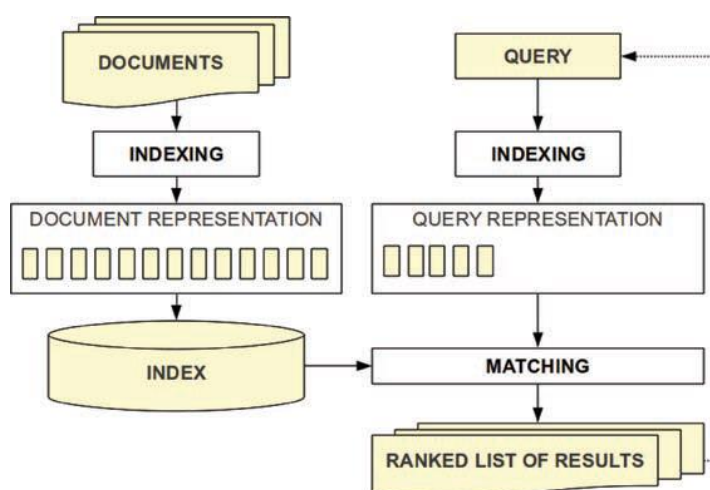 DOCUMENTS
QUERY
INDEXING
INDEXING
DOCUMENT REPRESENTATION
QUERY REPRESENTATION
INDEX
MATCHING
RANKED LIST OF RESULTS